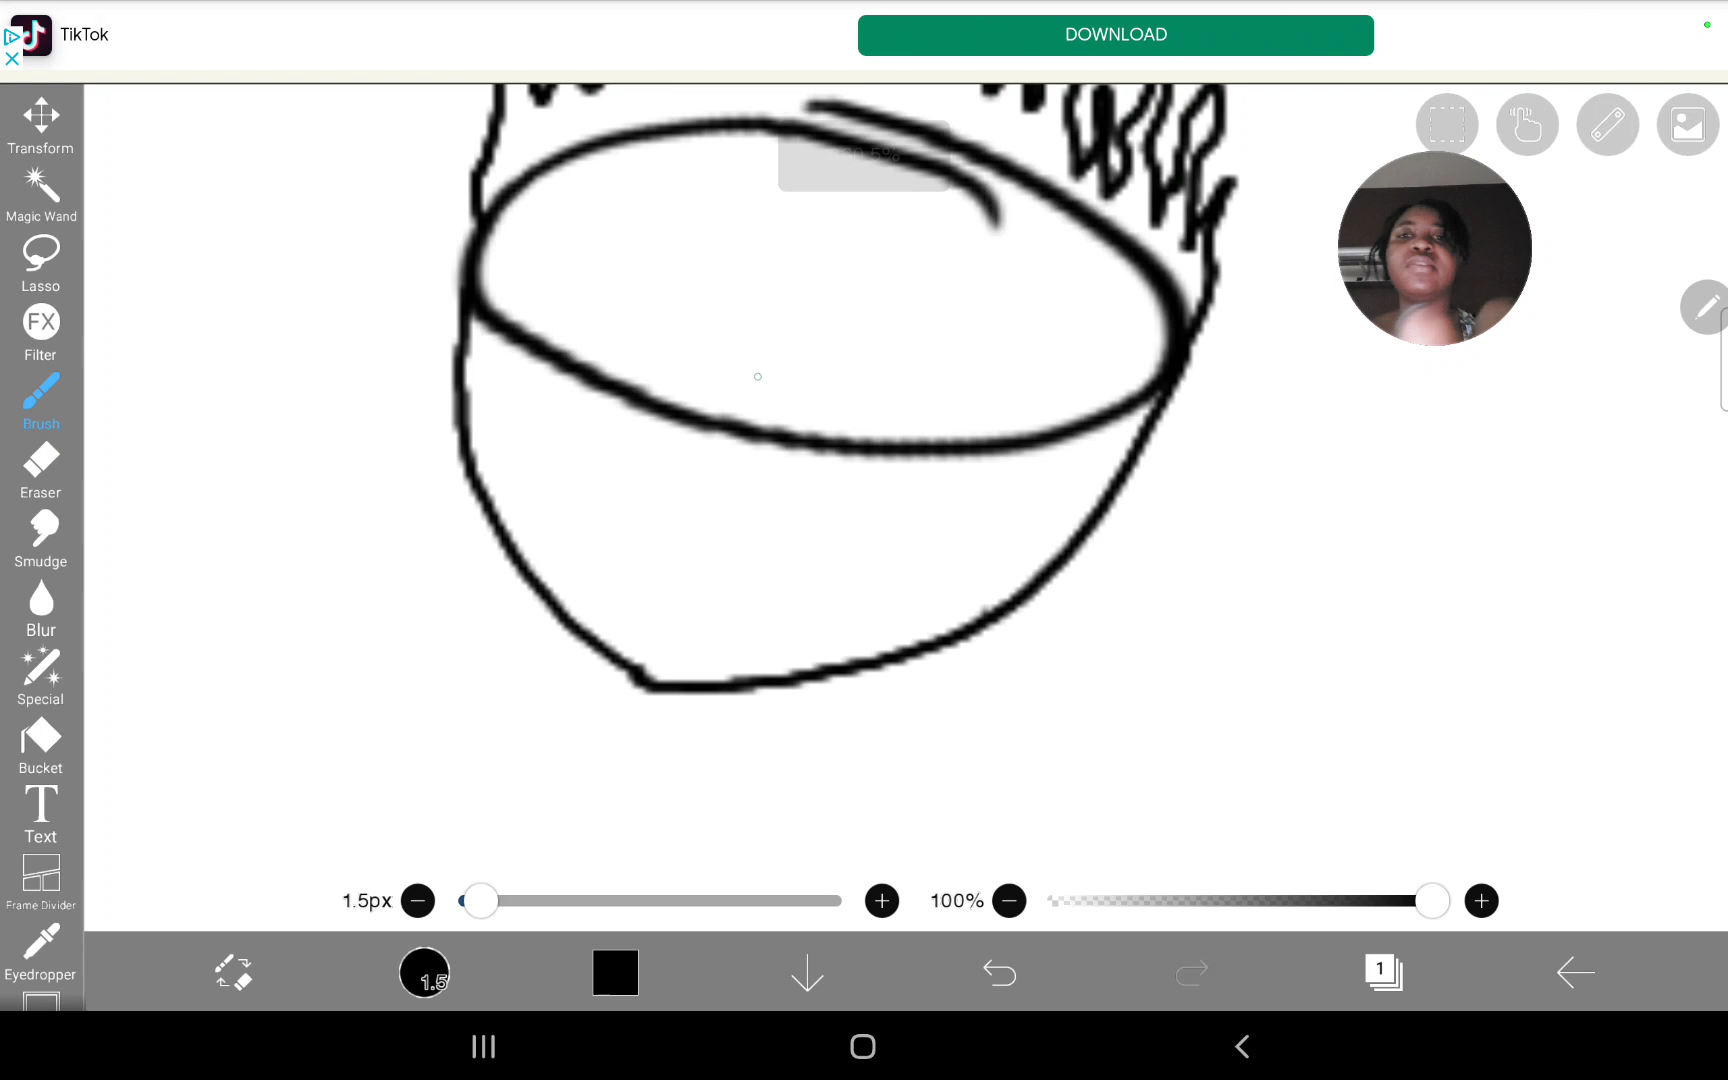 TikTok
DOWNLOAD
Transform
Magic Wand
Lasso
FX
Filter
Brush
Eraser
Smudge
Blur
Special
Bucket
T
Text
Frame Divider
Eyedropper
1.5px
100%
1.5
1